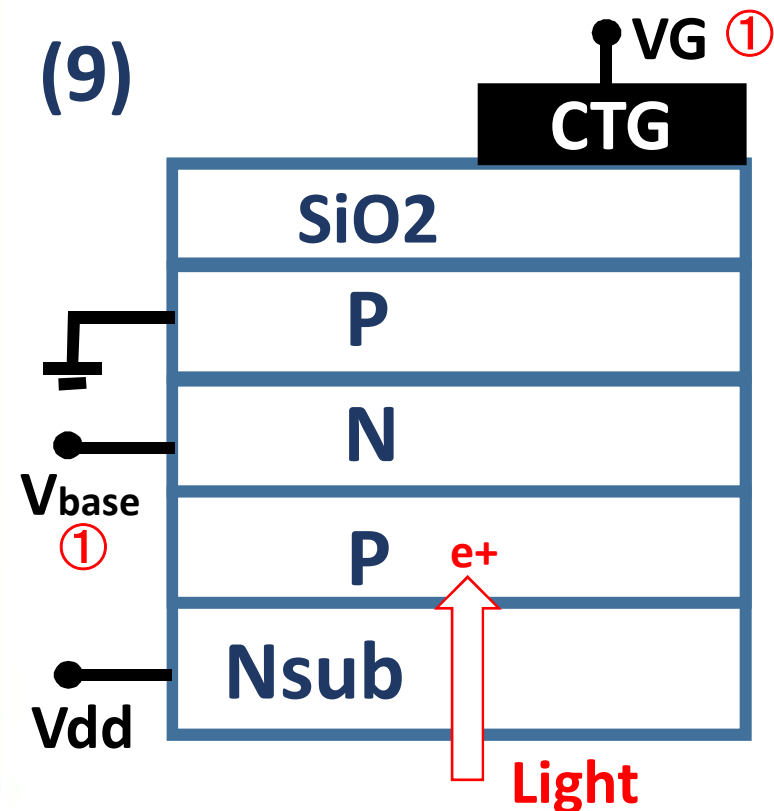 (9)
VG ①
CTG
SiO2
P
N
Vbase
①
P
e+
Nsub
Vdd
Light